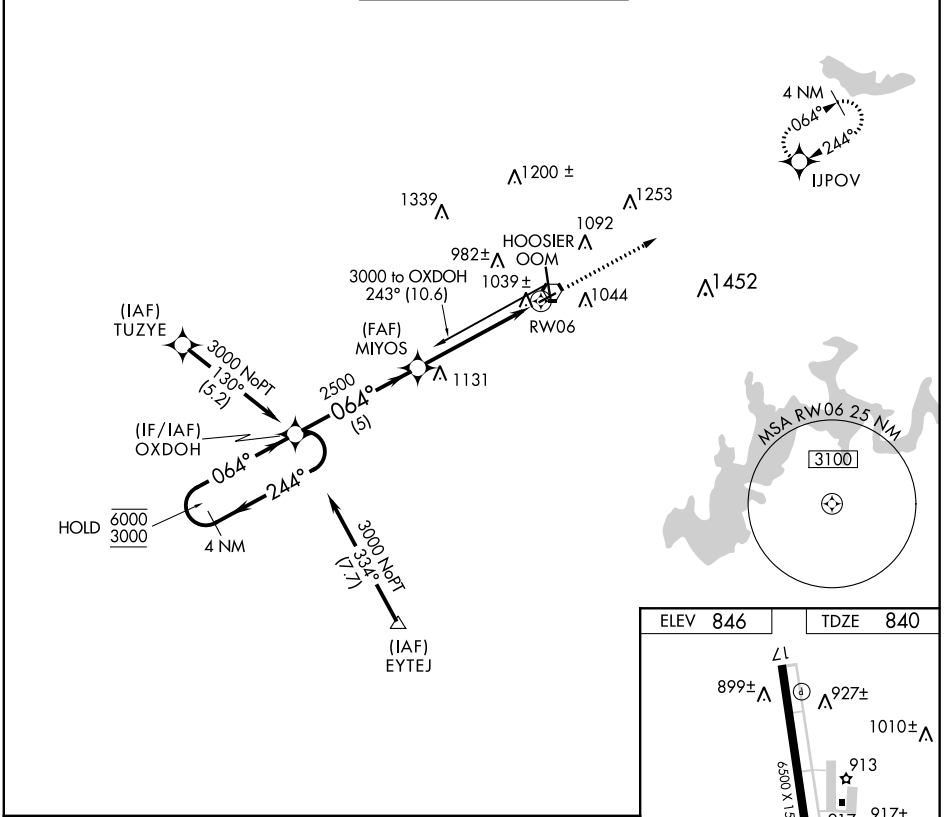 4 NM
064°
244°
IJPOV
1200 ±
1339
1253
1092
HOOSIER
OOM
982±
3000 to OXDOH
243° (10.6)
1039 ±
1044
1452
RW06
(IAF)
TUZYE
3000 NoPT
130°
(5.2)
(FAF)
MIYOS
1131
2500
064°
(5)
(IF/IAF)
OXDOH
064°
244°
HOLD
6000
3000
4 NM
3000 NoPT
334°
(7.7)
(IAF)
EYTEJ
MSA RW06 25 NM
3100
ELEV 846
TDZE 840
17
899±
P
927±
1010±
913
6500 X 15
917±